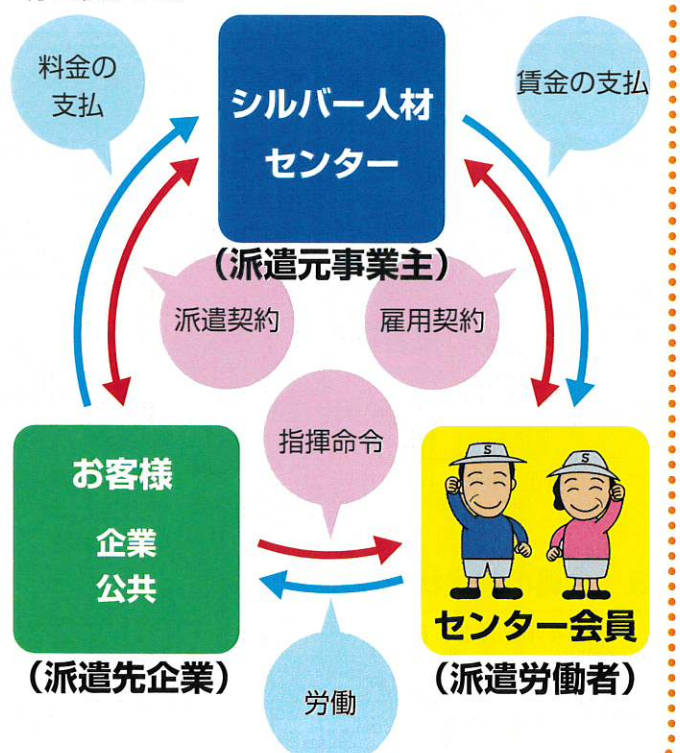 料金の
支払
シルバー人材
センター
賃金の支払
(派遣元事業主)
派遣契約
雇用契約
指揮命令
お客様
企業
公共
S
S
センター会員
(派遣先企業)
(派遣労働者)
労働